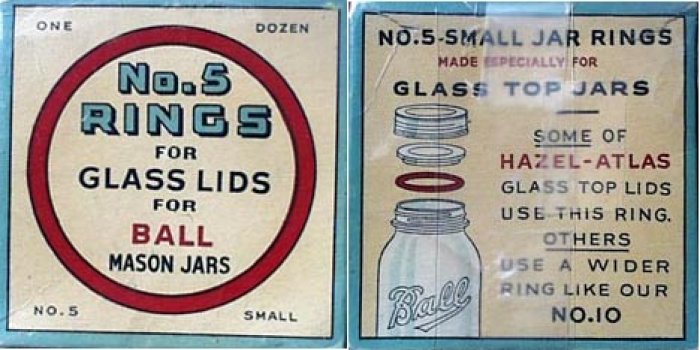 ONE DOZEN
No.5
RINGS
FOR
GLASS LIDS
FOR
BALL
MASON JARS
NO.5 SMALL
NO.5-SMALL JAR RINGS
MADE ESPECIALLY FOR
GLASS TOP JARS
SOME OF
HAZEL-ATLAS
GLASS TOP LIDS
USE THIS RING.
OTHERS
USE A WIDER
RING LIKE OUR
NO.10
Ball